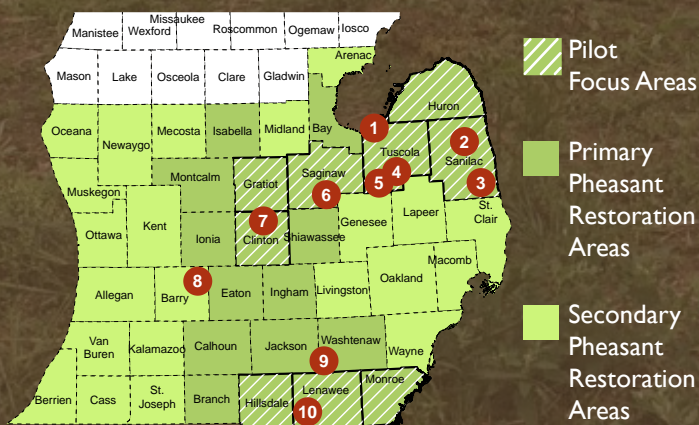 Missaukee
Manistee Wexford Roscommon Ogemaw Iosco
Arenac
Mason Lake Osceola Clare Gladwin
Huron
Oceana Newaygo Mecosta Isabella Midland Bay 1
Tuscola 2
Sanilac
Montcalm Gratiot Saginaw 4
5 3
6
Muskegon
St.
Clair
Lapeer
Genesee
7
Kent Ionia Clinton Shiawassee
Ottawa
Macomb
Oakland
8
Allegan Barry Eaton Ingham Livingston
Van
Buren Kalamazoo Calhoun Jackson Washtenaw Wayne
9
Monroe
Berrien Cass St.
Joseph Branch Hillsdale Lenawee
10
Pilot
Focus Areas
Primary
Pheasant
Restoration
Areas
Secondary
Pheasant
Restoration
Areas